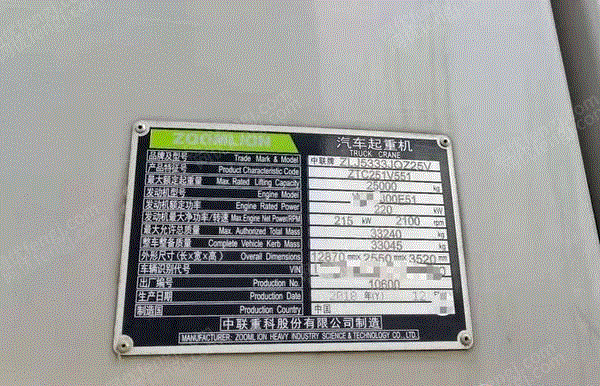 ZOOMLION 汽车起重机
TRUCK CRANE
品牌及型号 Trade Mark & Model 中联牌 ZLJ5333JQZ25V
产品特征号 Product Characteristic Code ZTC251V551
最大额定起重量 Max. Rated Lifting Capacity 25000 kg
发动机型号 Engine Model 00E51
发动机额定功率 Engine Rated Power 220 kW
发动机最大净功率/转速 Max.Engine Net Power/RPM 215 kW 2100 rpm
最大允许总质量 Max. Authorized Total Mass 33240 kg
整车整备质量 Complete Vehicle Kerb Mass 33045 kg
外形尺寸(长×宽×高) Overall Dimensions 12870 mm× 2550 mm× 3520 mm
车辆识别代号 VIN
出厂编号 Production No. 10600
生产日期 Production Date 2018 年(Y) 12
制造国 Production Country 中国
中联重科股份有限公司制造
MANUFACTURER: ZOOMLION HEAVY INDUSTRY SCIENCE & TECHNOLOGY CO., LTD.